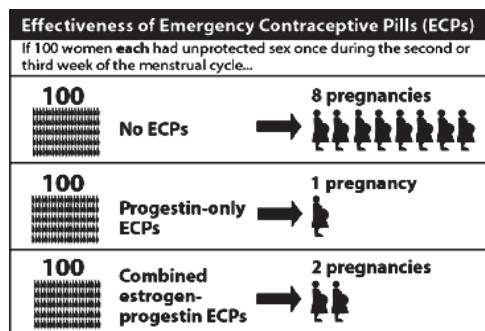 Effectiveness of Emergency Contraceptive Pills (ECPs)
If 100 women each had unprotected sex once during the second or
third week of the menstrual cycle...
100
No ECPs
8 pregnancies
100
Progestin-only
ECPs
1 pregnancy
100
Combined
estrogen-
progestin ECPs
2 pregnancies